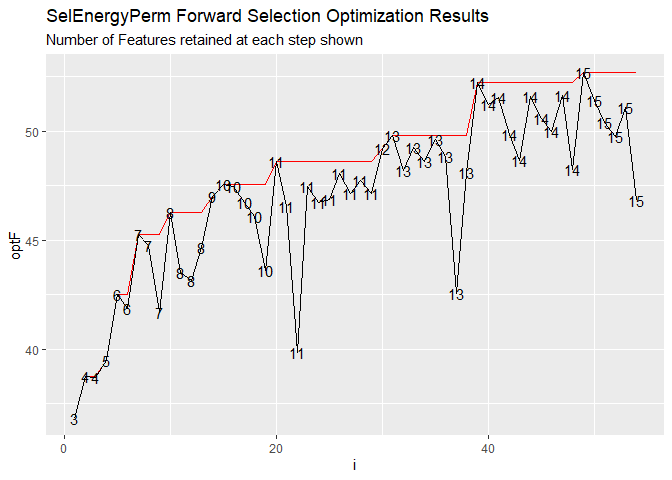 SelEnergyPerm Forward Selection Optimization Results
Number of Features retained at each step shown
optF
50
45
40
3 4 4 5 6 6 7 7 7 8 8 8 8 9 10 10 10 10 10 11 11 11 11 11 11 11 11 11 11 12 13 13 13 13 13 13 13 13 14 14 14 14 14 14 14 14 14 14 15 15 15 15 15 15
0 20 40
i